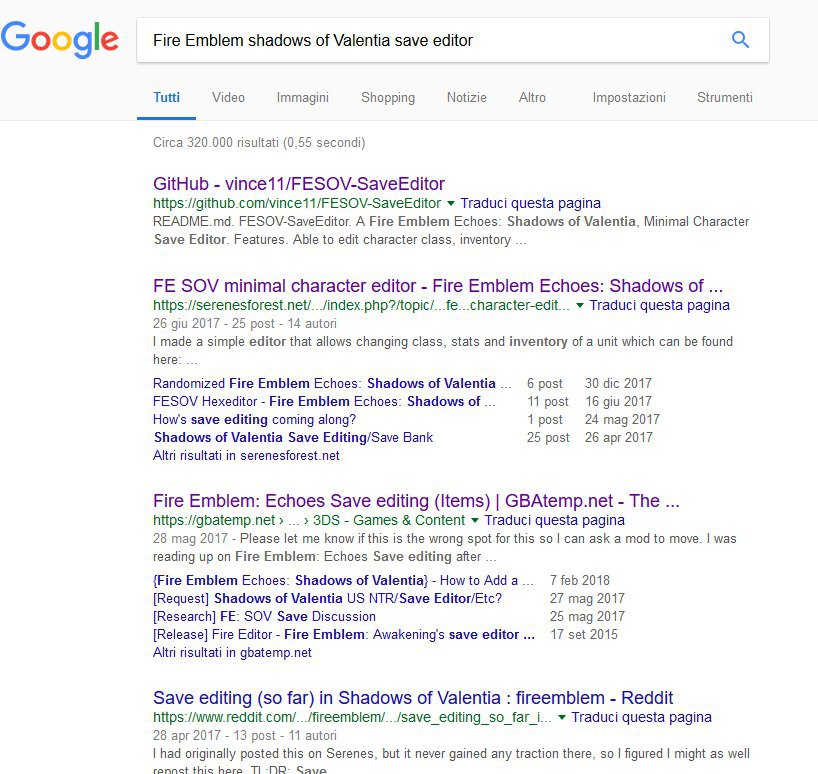 Google
Fire Emblem shadows of Valentia save editor
Tutti Video Immagini Shopping Notizie Altro Impostazioni Strumenti
Circa 320.000 risultati (0,55 secondi)
GitHub - vince11/FESOV-SaveEditor
https://github.com/vince11/FESOV-SaveEditor Traduci questa pagina
README.md. FESOV-SaveEditor. A Fire Emblem Echoes: Shadows of Valentia, Minimal Character
Save Editor. Features. Able to edit character class, inventory ...
FE SOV minimal character editor - Fire Emblem Echoes: Shadows of ...
https://serenesforest.net/.../index.php?/topic/...fe...character-edit... Traduci questa pagina
26 giu 2017 - 25 post - 14 autori
I made a simple editor that allows changing class, stats and inventory of a unit which can be found
here: ...
Randomized Fire Emblem Echoes: Shadows of Valentia ... 6 post 30 dic 2017
FESOV Hexeditor - Fire Emblem Echoes: Shadows of ... 11 post 16 giu 2017
How's save editing coming along? 1 post 24 mag 2017
Shadows of Valentia Save Editing/Save Bank 25 post 26 apr 2017
Altri risultati in serenesforest.net
Fire Emblem: Echoes Save editing (Items) | GBAtemp.net - The ...
https://gbatemp.net › ... › 3DS - Games & Content Traduci questa pagina
28 mag 2017 - Please let me know if this is the wrong spot for this so I can ask a mod to move. I was
reading up on Fire Emblem: Echoes Save editing after ...
{Fire Emblem Echoes: Shadows of Valentia} - How to Add a ... 7 feb 2018
[Request] Shadows of Valentia US NTR/Save Editor/Etc? 27 mag 2017
[Research] FE: SOV Save Discussion 25 mag 2017
[Release] Fire Editor - Fire Emblem: Awakening's save editor ... 17 set 2015
Altri risultati in gbatemp.net
Save editing (so far) in Shadows of Valentia : fireemblem - Reddit
https://www.reddit.com/.../fireemblem/.../save_editing_so_far_i... Traduci questa pagina
28 apr 2017 - 13 post - 11 autori
I had originally posted this on Serenes, but it never gained any traction there, so I figured I might as well
repost this here. TL;DR: Save